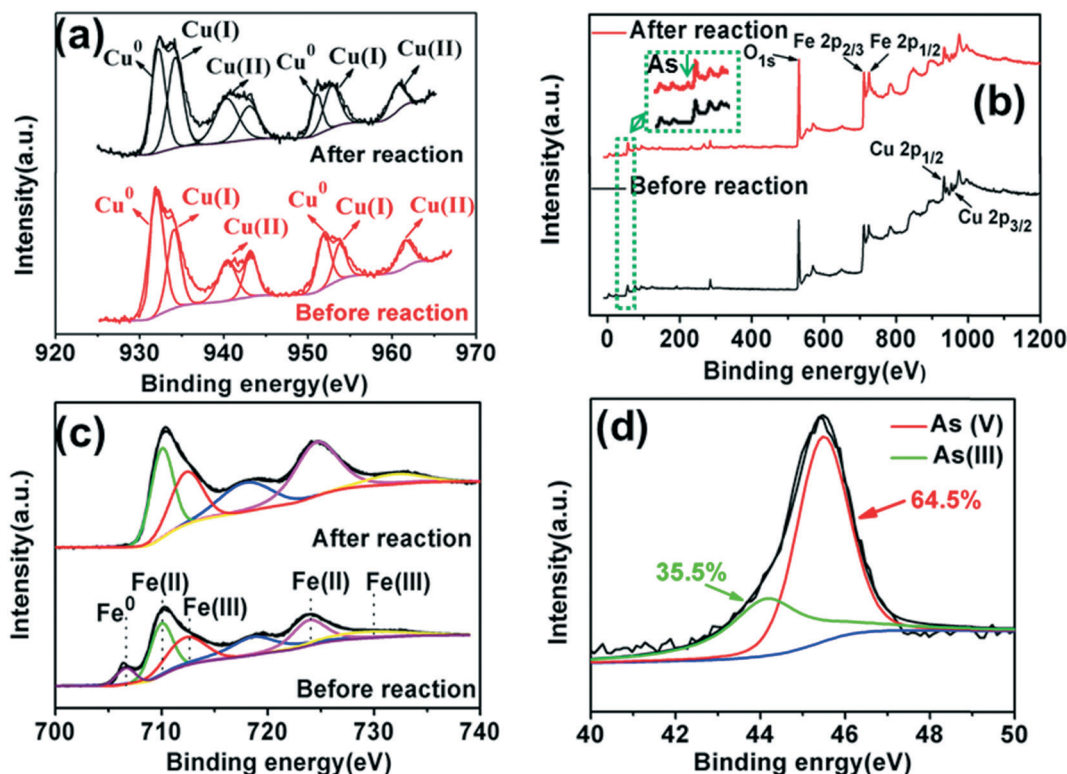 (a)
Cu⁰
Cu(I)
Cu(II)
Cu⁰
Cu(I)
Cu(II)
After reaction
Cu⁰
Cu(I)
Cu(II)
Cu⁰
Cu(I)
Cu(II)
Before reaction
Intensity(a.u.)
920 930 940 950 960 970
Binding energy(eV)
(b)
After reaction
As
O1s
Fe 2p2/3
Fe 2p1/2
Before reaction
Cu 2p1/2
Cu 2p3/2
Intensity(a.u.)
0 200 400 600 800 1000 1200
Binding energy(eV)
(c)
After reaction
Fe⁰
Fe(II)
Fe(III)
Fe(II)
Fe(III)
Before reaction
Intensity(a.u.)
700 710 720 730 740
Binding energy(eV)
(d)
As (V)
As(III)
64.5%
35.5%
Intensity(a.u.)
40 42 44 46 48 50
Binding energy(eV)